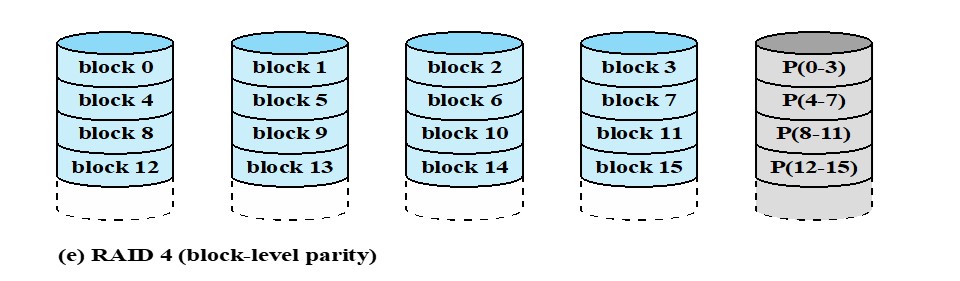 block 0 block 1 block 2 block 3 P(0-3)
block 4 block 5 block 6 block 7 P(4-7)
block 8 block 9 block 10 block 11 P(8-11)
block 12 block 13 block 14 block 15 P(12-15)
(e) RAID 4 (block-level parity)